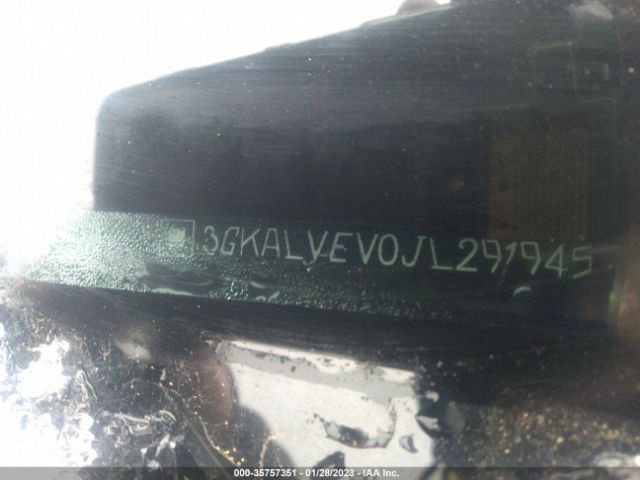 3GKALVEV0JL291945
000-35757351 | 01/28/2023 - IAA Inc.